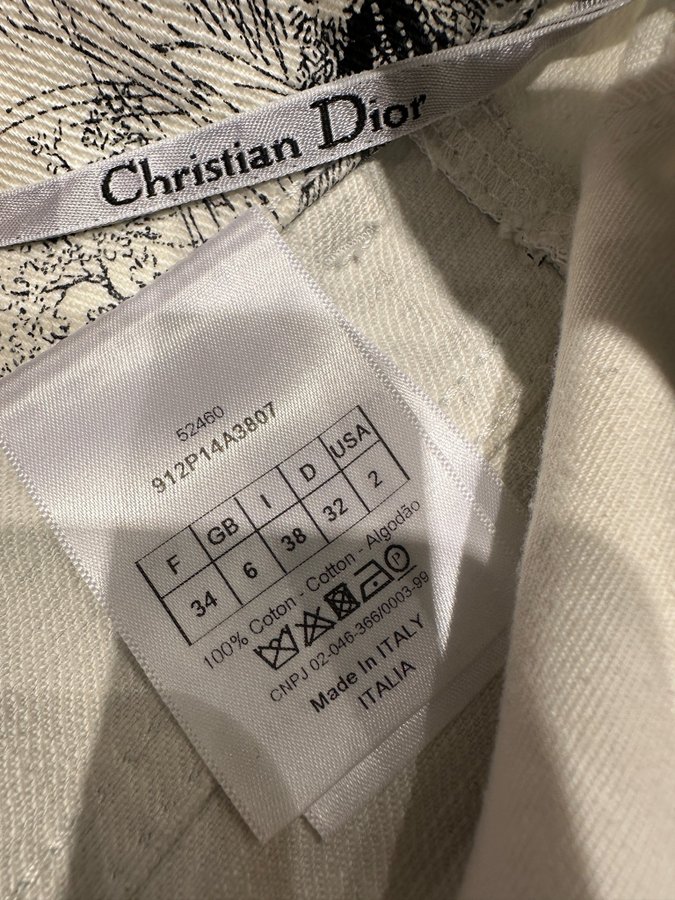 Christian Dior
52460
912P14A3807
F GB I D USA
34 6 38 32 2
100% Coton - Cotton - Algodão
P
CNPJ 02-046-366/0003-99
Made In ITALY
ITALIA